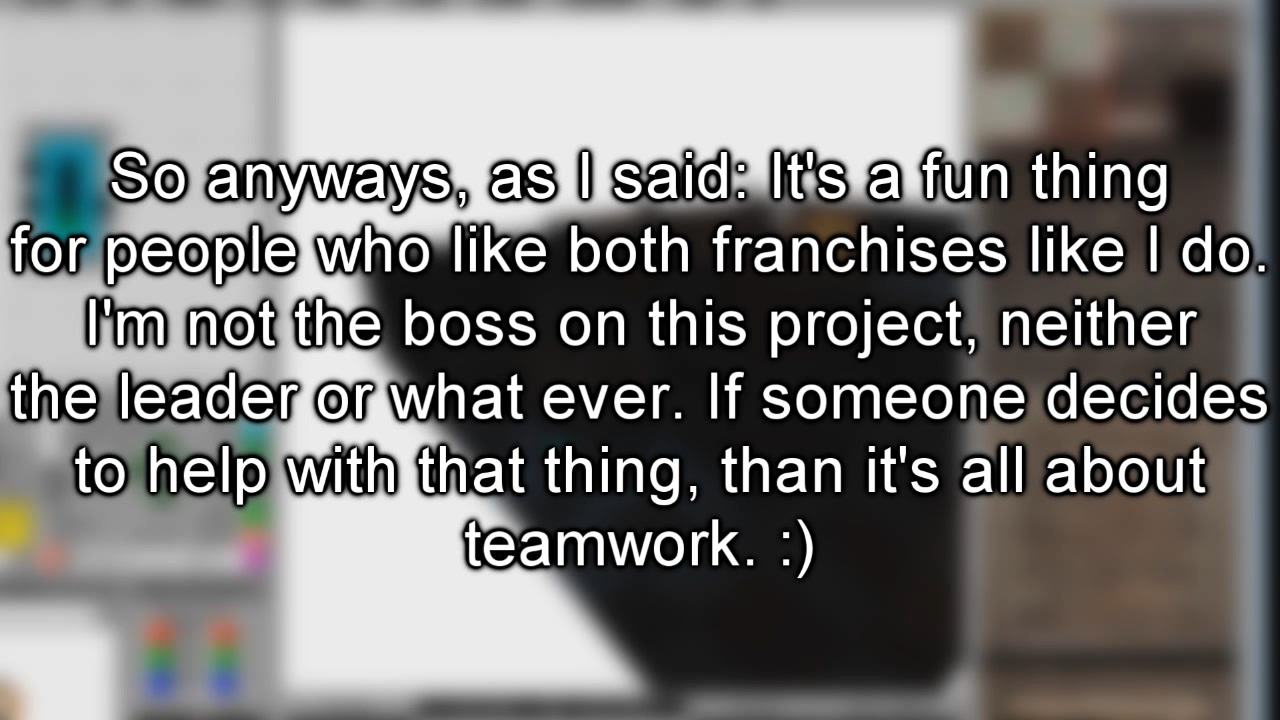 So anyways, as I said: It's a fun thing
for people who like both franchises like I do.
I'm not the boss on this project, neither
the leader or what ever. If someone decides
to help with that thing, than it's all about
teamwork. :)